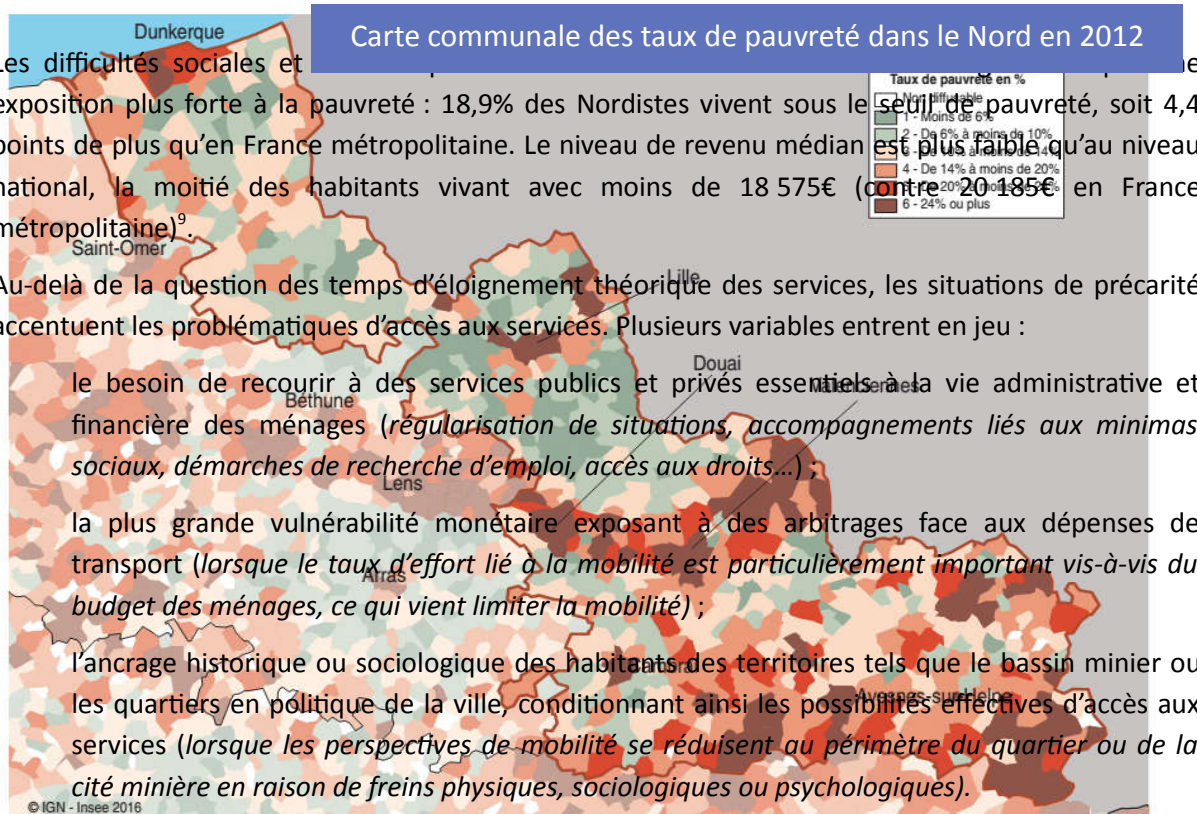 Carte communale des taux de pauvreté dans le Nord en 2012
Dunkerque
Les difficultés sociales et
exposition plus forte à la pauvreté : 18,9% des Nordistes vivent sous le seuil de pauvreté, soit 4,4
points de plus qu'en France métropolitaine. Le niveau de revenu médian est plus faible qu'au niveau
national, la moitié des habitants vivant avec moins de 18 575€ (contre 20 185€ en France
métropolitaine)⁹.
Taux de pauvreté en %
Non diffusable
1 - Moins de 6%
2 - De 6% à moins de 10%
4 - De 14% à moins de 20%
6 - 24% ou plus
Saint-Omer
Lille
Au-delà de la question des temps d'éloignement théorique des services, les situations de précarité
accentuent les problématiques d'accès aux services. Plusieurs variables entrent en jeu :
Douai
Valenciennes
Béthune
le besoin de recourir à des services publics et privés essentiels à la vie administrative et
financière des ménages (régularisation de situations, accompagnements liés aux minimas
sociaux, démarches de recherche d'emploi, accès aux droits…) ;
Lens
la plus grande vulnérabilité monétaire exposant à des arbitrages face aux dépenses de
transport (lorsque le taux d'effort lié à la mobilité est particulièrement important vis-à-vis du
budget des ménages, ce qui vient limiter la mobilité) ;
Arras
l'ancrage historique ou sociologique des habitants des territoires tels que le bassin minier ou
les quartiers en politique de la ville, conditionnant ainsi les possibilités effectives d'accès aux
services (lorsque les perspectives de mobilité se réduisent au périmètre du quartier ou de la
cité minière en raison de freins physiques, sociologiques ou psychologiques).
Cambrai
Avesnes-sur-Helpe
© IGN - Insee 2016